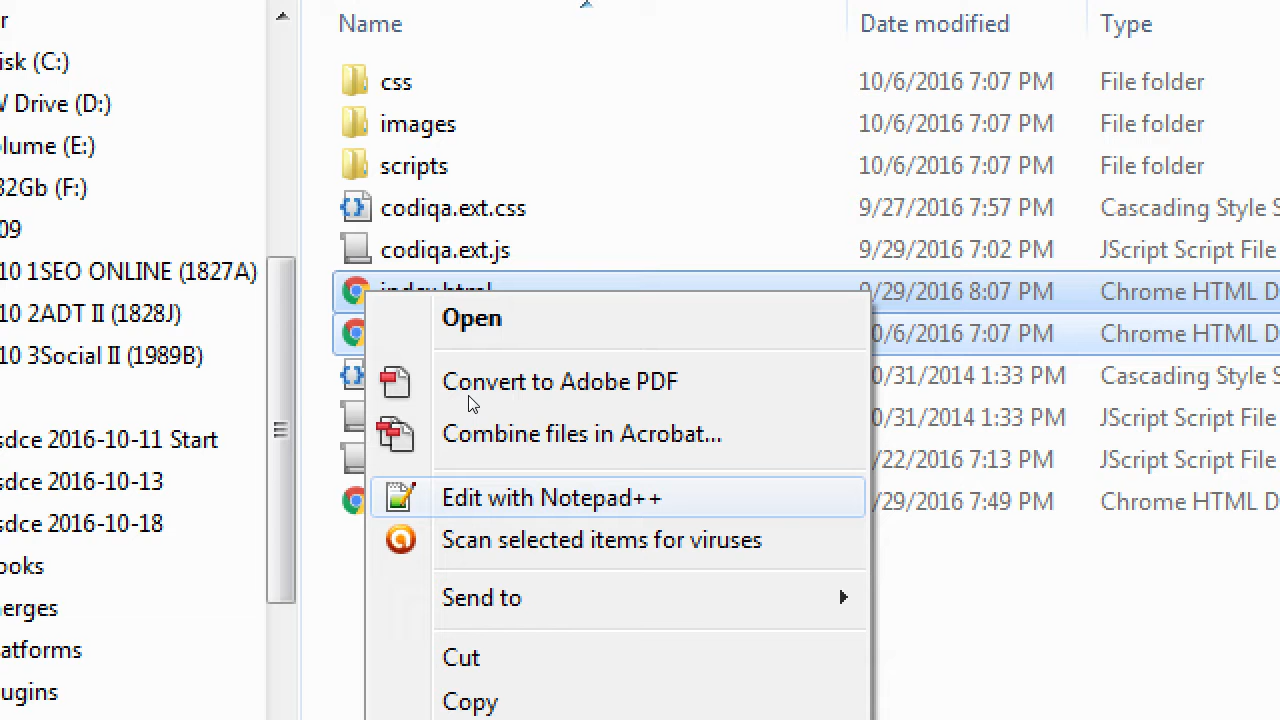 Name Date modified Type
r
isk (C:)
W Drive (D:)
lume (E:)
32Gb (F:)
09
10 1SEO ONLINE (1827A)
10 2ADT II (1828J)
10 3Social II (1989B)
sdce 2016-10-11 Start
sdce 2016-10-13
sdce 2016-10-18
ooks
nerges
atforms
ugins
css 10/6/2016 7:07 PM File folder
images 10/6/2016 7:07 PM File folder
scripts 10/6/2016 7:07 PM File folder
codiqa.ext.css 9/27/2016 7:57 PM Cascading Style S
codiqa.ext.js 9/29/2016 7:02 PM JScript Script File
index.html 9/29/2016 8:07 PM Chrome HTML D
0/6/2016 7:07 PM Chrome HTML D
0/31/2014 1:33 PM Cascading Style S
0/31/2014 1:33 PM JScript Script File
/22/2016 7:13 PM JScript Script File
/29/2016 7:49 PM Chrome HTML D
Open
Convert to Adobe PDF
Combine files in Acrobat...
Edit with Notepad++
Scan selected items for viruses
Send to
Cut
Copy